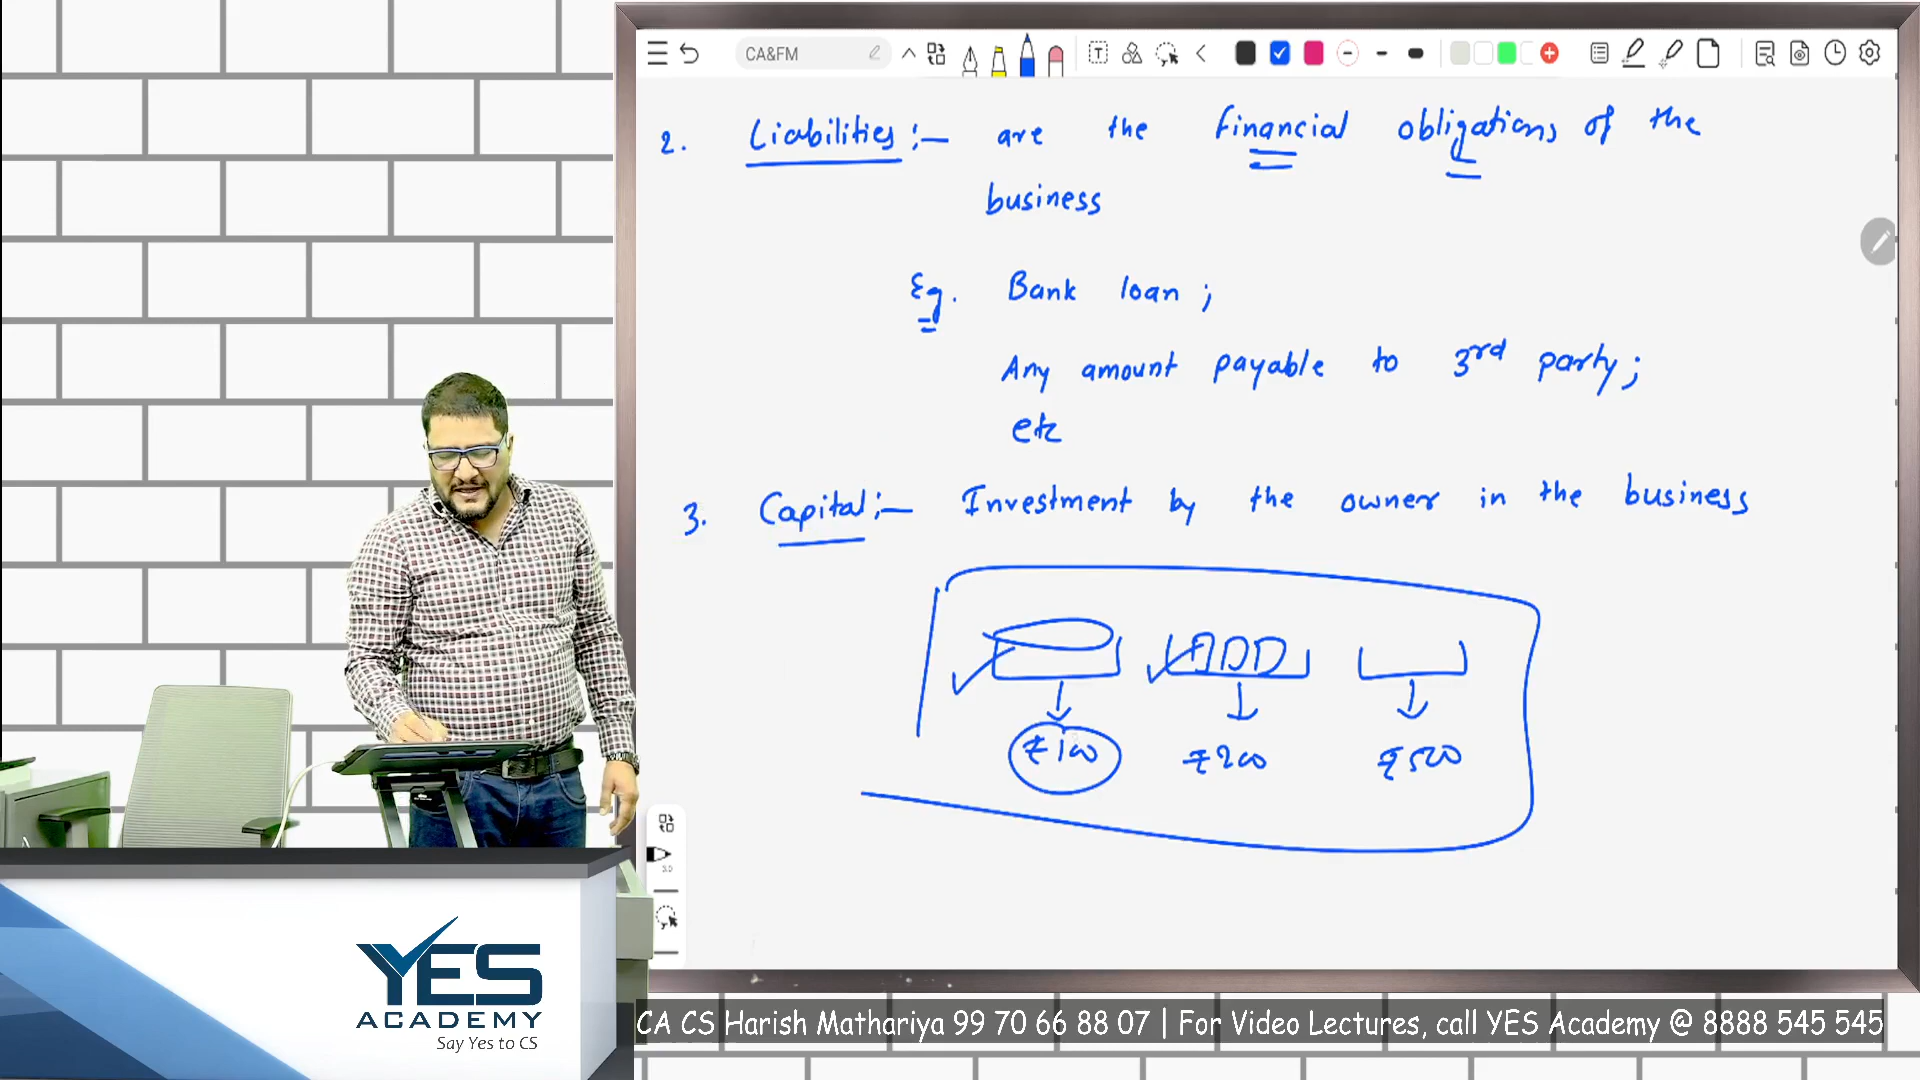 CA&FM
2. Liabilities :- are the financial obligations of the
business
Eg. Bank loan ;
Any amount payable to 3rd party ;
etc
3. Capital :- Investment by the owner in the business
₹100 ₹200 ₹500
YES
ACADEMY
Say Yes to CS
CA CS Harish Mathariya 99 70 66 88 07 | For Video Lectures, call YES Academy @ 8888 545 545